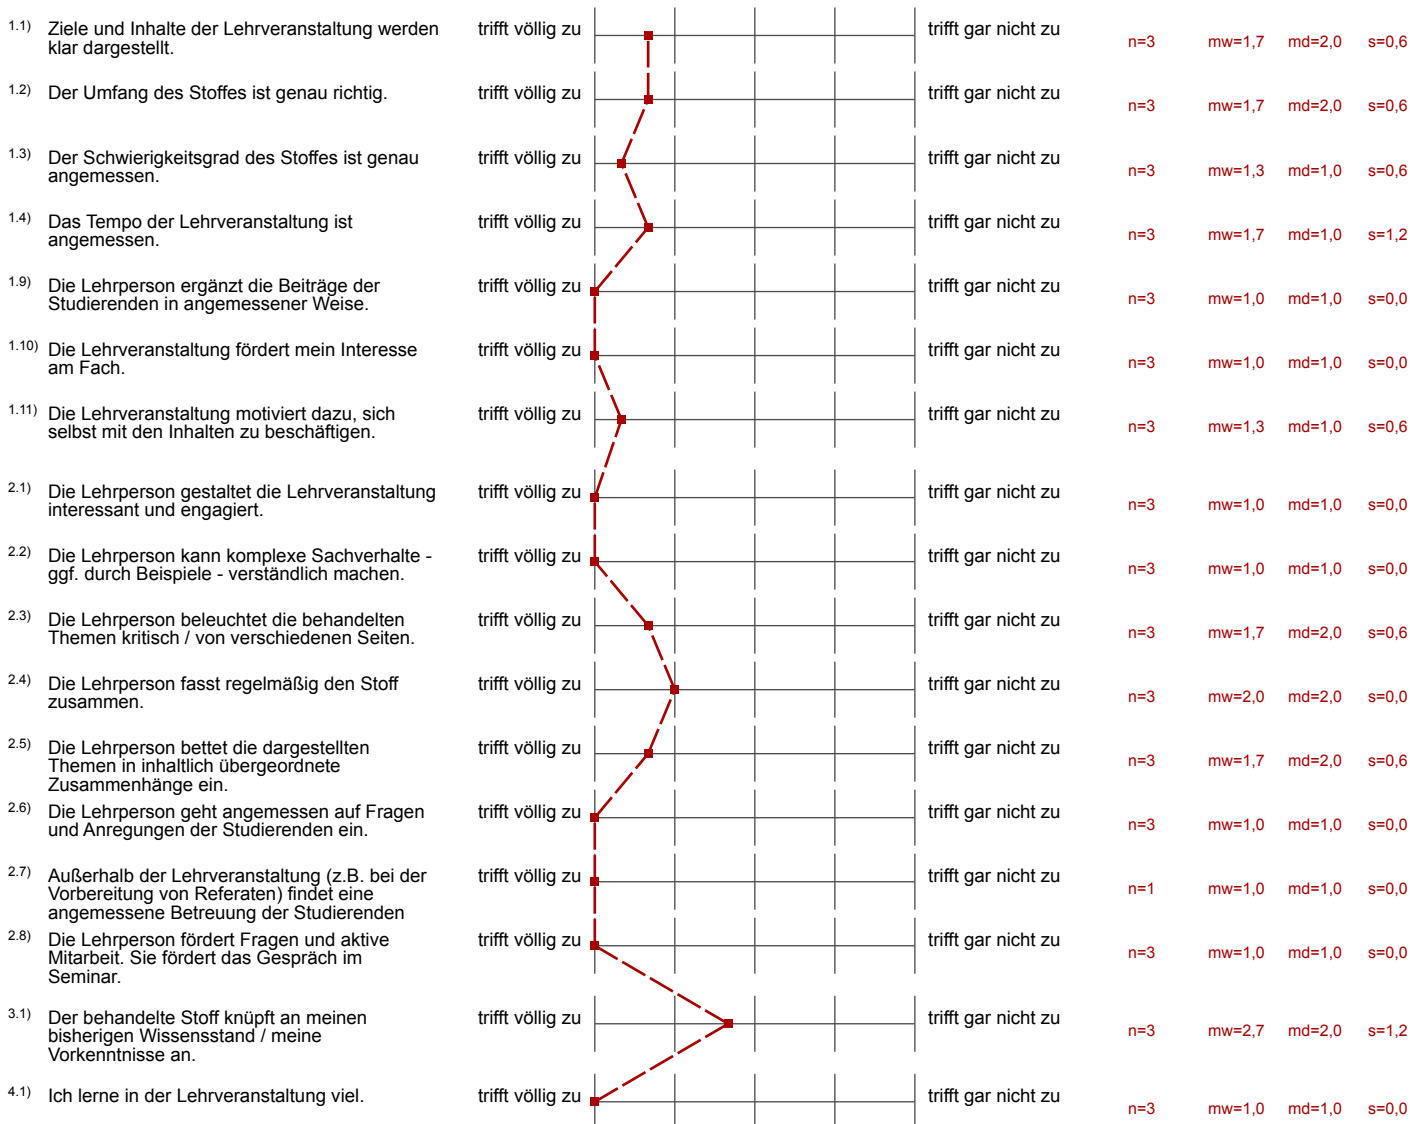 1.1) Ziele und Inhalte der Lehrveranstaltung werden klar dargestellt. trifft völlig zu trifft gar nicht zu n=3 mw=1,7 md=2,0 s=0,6
1.2) Der Umfang des Stoffes ist genau richtig. trifft völlig zu trifft gar nicht zu n=3 mw=1,7 md=2,0 s=0,6
1.3) Der Schwierigkeitsgrad des Stoffes ist genau angemessen. trifft völlig zu trifft gar nicht zu n=3 mw=1,3 md=1,0 s=0,6
1.4) Das Tempo der Lehrveranstaltung ist angemessen. trifft völlig zu trifft gar nicht zu n=3 mw=1,7 md=1,0 s=1,2
1.9) Die Lehrperson ergänzt die Beiträge der Studierenden in angemessener Weise. trifft völlig zu trifft gar nicht zu n=3 mw=1,0 md=1,0 s=0,0
1.10) Die Lehrveranstaltung fördert mein Interesse am Fach. trifft völlig zu trifft gar nicht zu n=3 mw=1,0 md=1,0 s=0,0
1.11) Die Lehrveranstaltung motiviert dazu, sich selbst mit den Inhalten zu beschäftigen. trifft völlig zu trifft gar nicht zu n=3 mw=1,3 md=1,0 s=0,6
2.1) Die Lehrperson gestaltet die Lehrveranstaltung interessant und engagiert. trifft völlig zu trifft gar nicht zu n=3 mw=1,0 md=1,0 s=0,0
2.2) Die Lehrperson kann komplexe Sachverhalte - ggf. durch Beispiele - verständlich machen. trifft völlig zu trifft gar nicht zu n=3 mw=1,0 md=1,0 s=0,0
2.3) Die Lehrperson beleuchtet die behandelten Themen kritisch / von verschiedenen Seiten. trifft völlig zu trifft gar nicht zu n=3 mw=1,7 md=2,0 s=0,6
2.4) Die Lehrperson fasst regelmäßig den Stoff zusammen. trifft völlig zu trifft gar nicht zu n=3 mw=2,0 md=2,0 s=0,0
2.5) Die Lehrperson bettet die dargestellten Themen in inhaltlich übergeordnete Zusammenhänge ein. trifft völlig zu trifft gar nicht zu n=3 mw=1,7 md=2,0 s=0,6
2.6) Die Lehrperson geht angemessen auf Fragen und Anregungen der Studierenden ein. trifft völlig zu trifft gar nicht zu n=3 mw=1,0 md=1,0 s=0,0
2.7) Außerhalb der Lehrveranstaltung (z.B. bei der Vorbereitung von Referaten) findet eine angemessene Betreuung der Studierenden trifft völlig zu trifft gar nicht zu n=1 mw=1,0 md=1,0 s=0,0
2.8) Die Lehrperson fördert Fragen und aktive Mitarbeit. Sie fördert das Gespräch im Seminar. trifft völlig zu trifft gar nicht zu n=3 mw=1,0 md=1,0 s=0,0
3.1) Der behandelte Stoff knüpft an meinen bisherigen Wissensstand / meine Vorkenntnisse an. trifft völlig zu trifft gar nicht zu n=3 mw=2,7 md=2,0 s=1,2
4.1) Ich lerne in der Lehrveranstaltung viel. trifft völlig zu trifft gar nicht zu n=3 mw=1,0 md=1,0 s=0,0